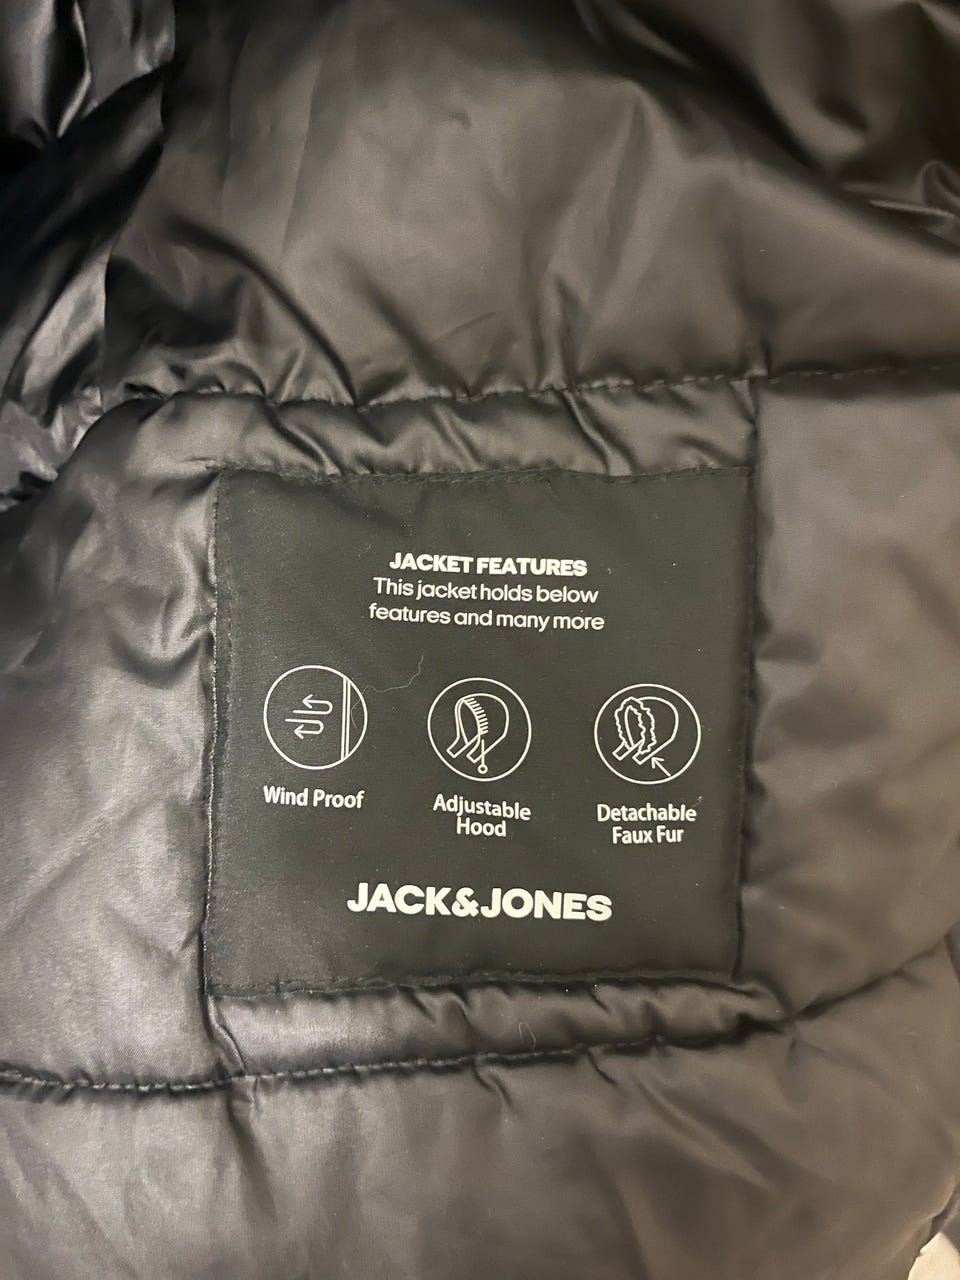 JACKET FEATURES
This jacket holds below
features and many more
Wind Proof
Adjustable
Hood
Detachable
Faux Fur
JACK&JONES